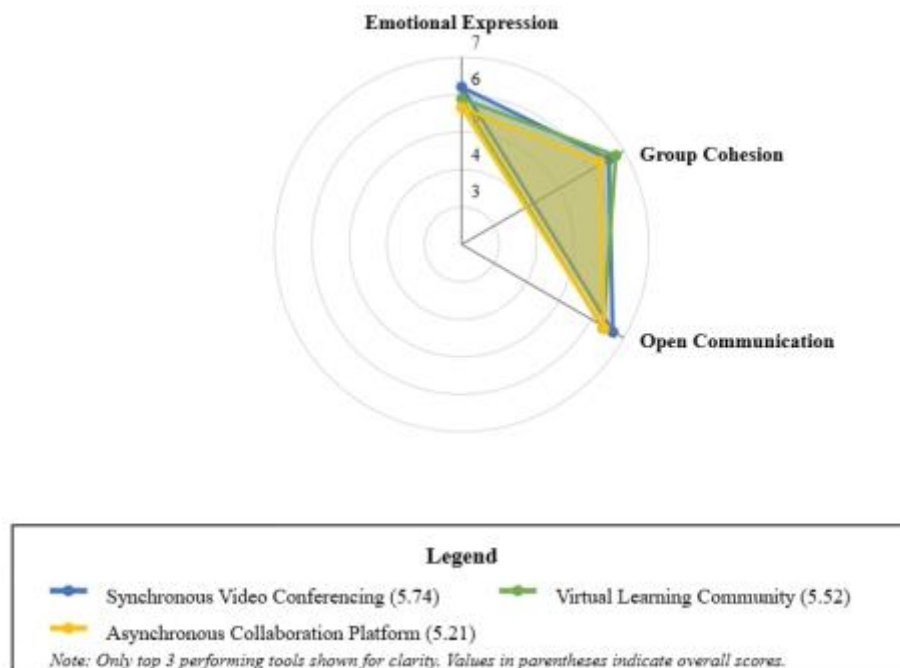 Emotional Expression
7
6
4
3
Group Cohesion
Open Communication
Legend
Synchronous Video Conferencing (5.74)
Virtual Learning Community (5.52)
Asynchronous Collaboration Platform (5.21)
Note: Only top 3 performing tools shown for clarity. Values in parentheses indicate overall scores.